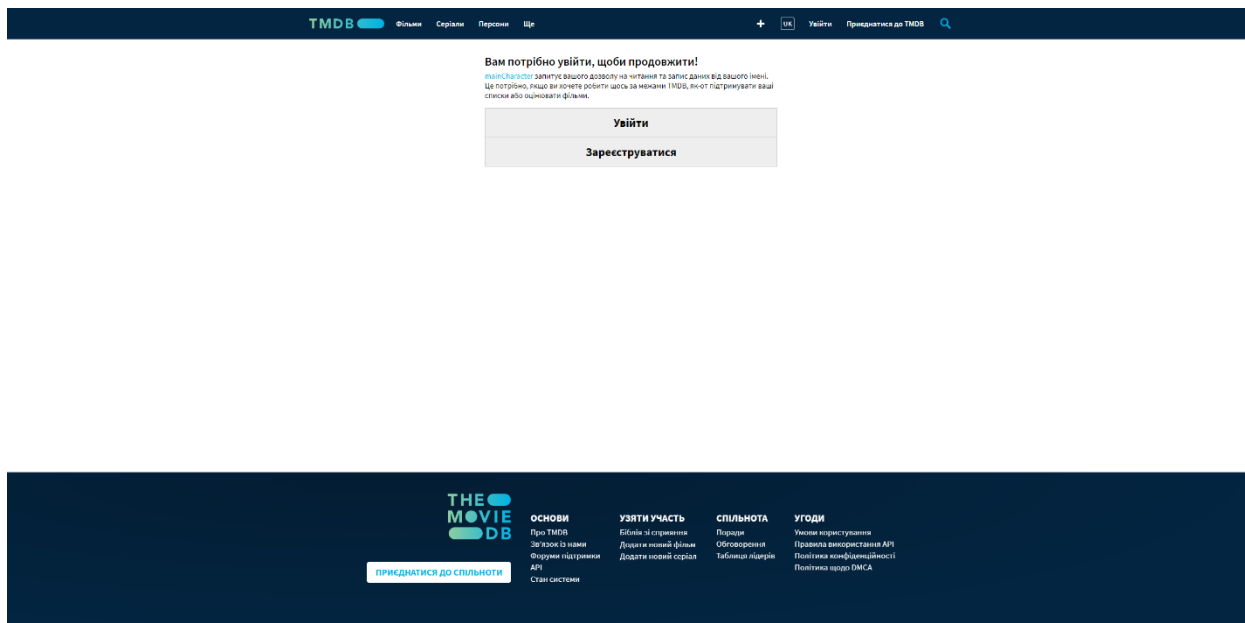 TMDB Фільми Серіали Персони Ще + UK Увійти Приєднатися до TMDB
Вам потрібно увійти, щоби продовжити!
mainCharacter запитує вашого дозволу на читання та запис даних від вашого імені.
Це потрібно, якщо ви хочете робити щось за межами TMDB, як-от підтримувати ваші
списки або оцінювати фільми.
Увійти
Зареєструватися
THE
MOVIE
DB
ПРИЄДНАТИСЯ ДО СПІЛЬНОТИ
ОСНОВИ
Про TMDB
Зв'язок із нами
Форуми підтримки
API
Стан системи
УЗЯТИ УЧАСТЬ
Біблія зі сприяння
Додати новий фільм
Додати новий серіал
СПІЛЬНОТА
Поради
Обговорення
Таблиця лідерів
УГОДИ
Умови користування
Правила використання API
Політика конфіденційності
Політика щодо DMCA